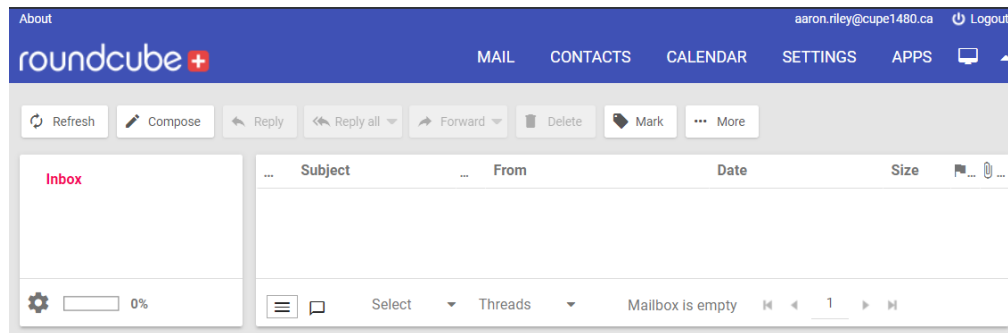 About aaron.riley@cupe1480.ca Logout
roundcube + MAIL CONTACTS CALENDAR SETTINGS APPS
Refresh Compose Reply Reply all Forward Delete Mark ••• More
Inbox ... Subject ... From Date Size ... ...
0% Select Threads Mailbox is empty 1